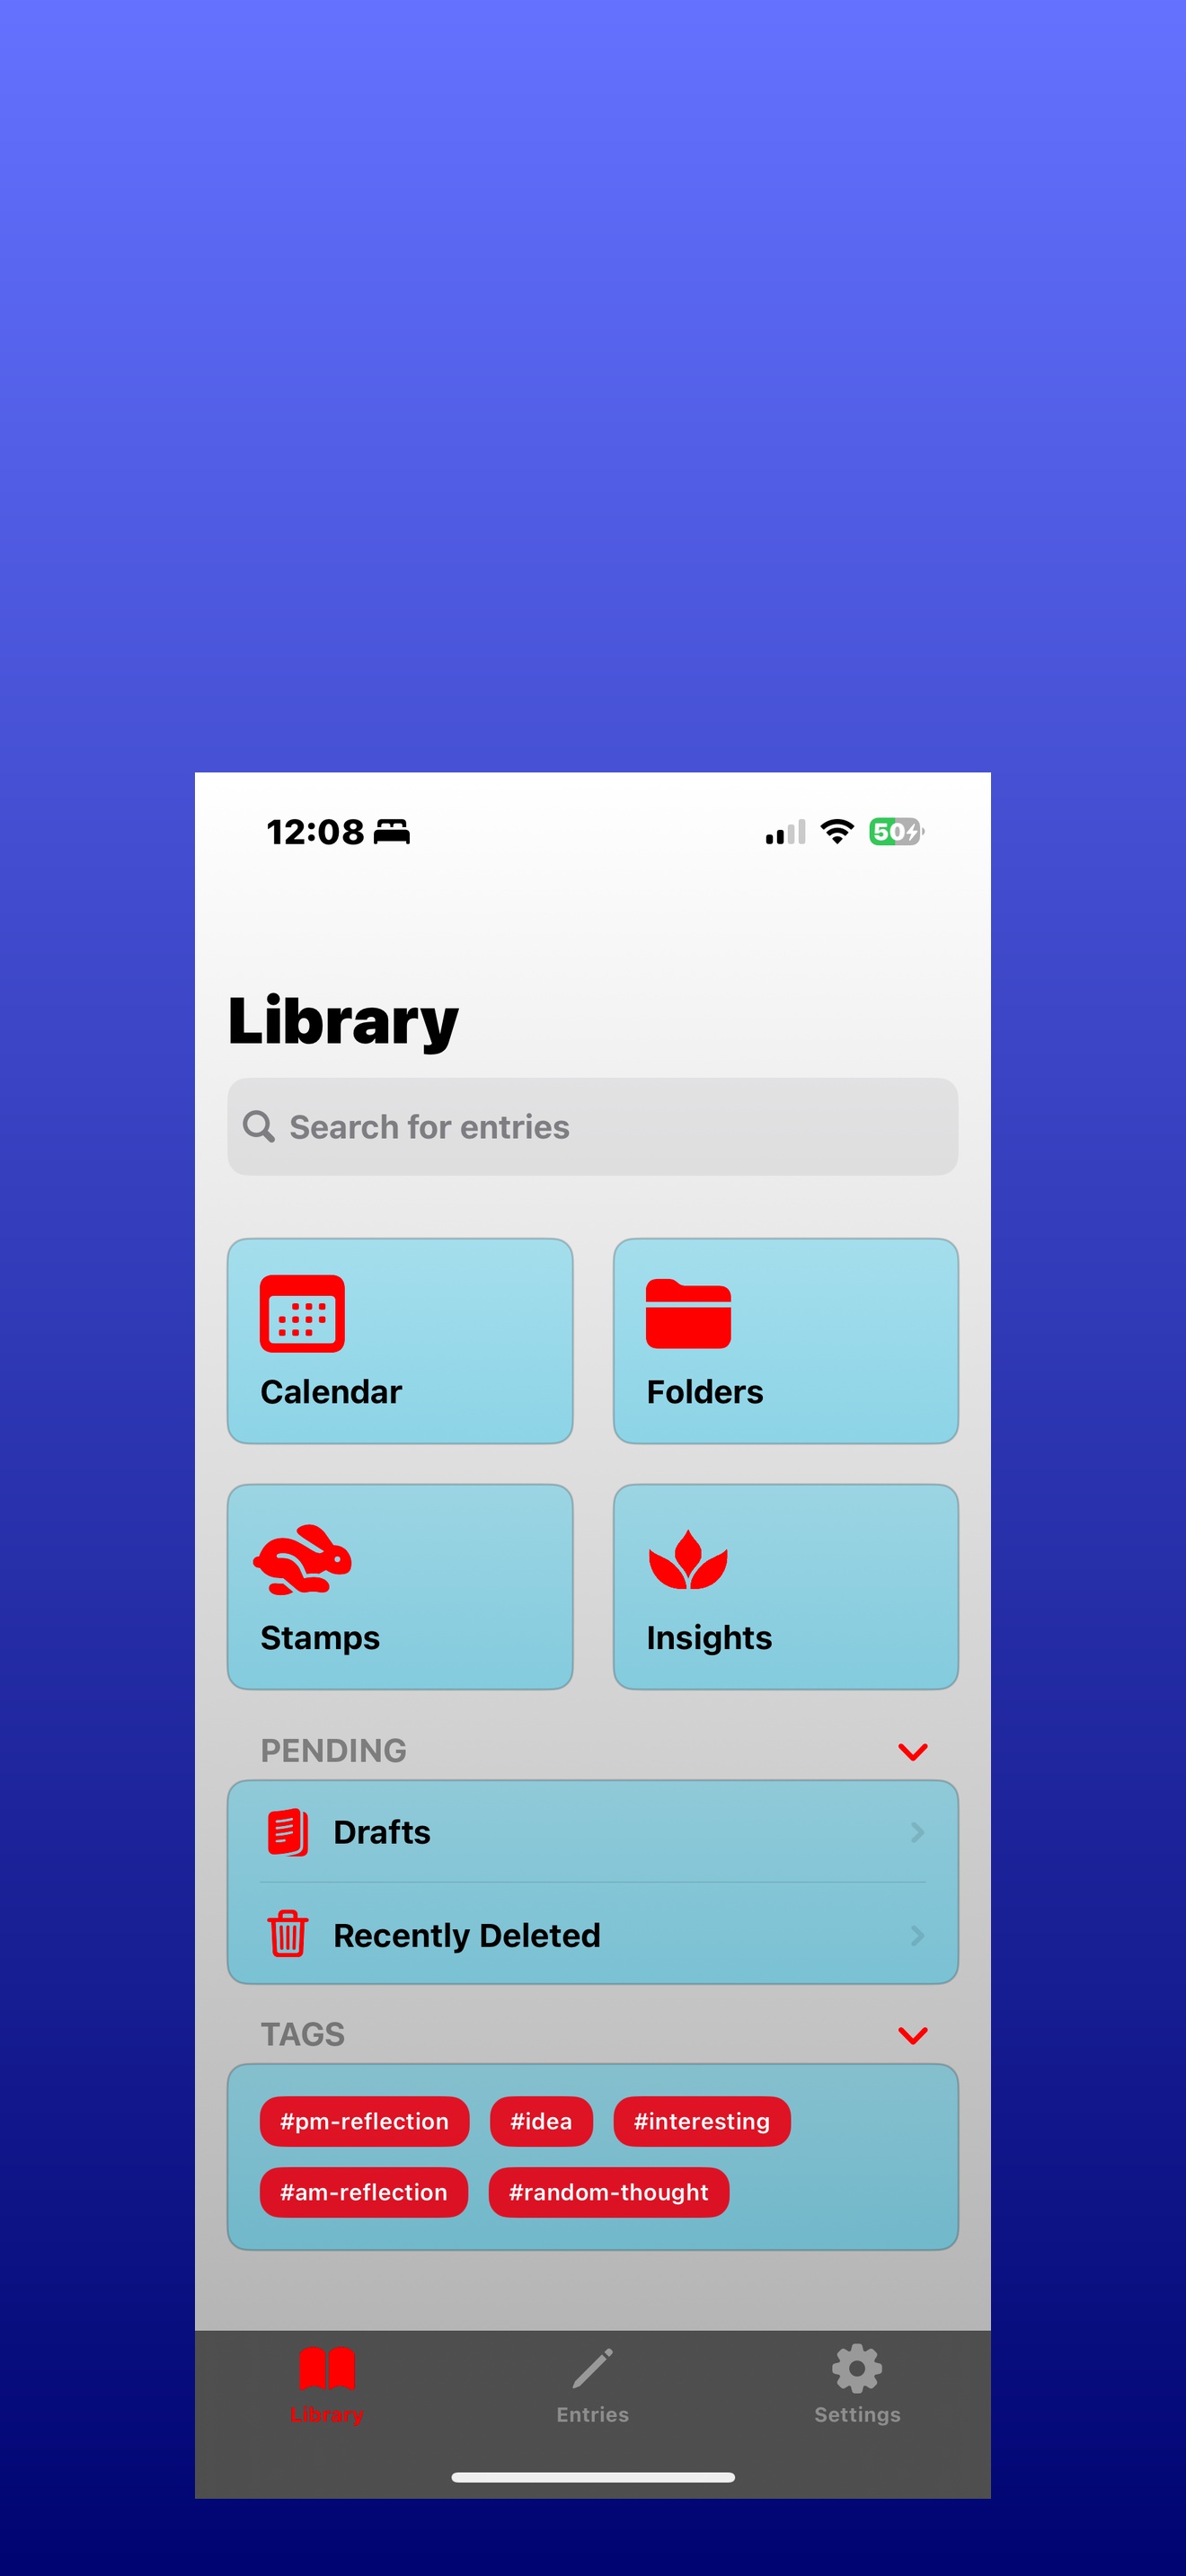 12:08
50
Library
Search for entries
Calendar
Folders
Stamps
Insights
PENDING
Drafts
Recently Deleted
TAGS
#pm-reflection #idea #interesting
#am-reflection #random-thought
Library Entries Settings